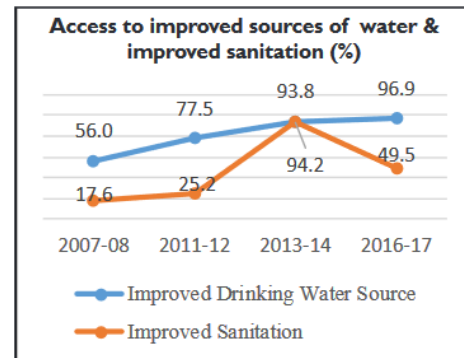 Access to improved sources of water &
improved sanitation (%)
93.8 96.9
77.5
56.0
94.2 49.5
17.6 25.2
2007-08 2011-12 2013-14 2016-17
Improved Drinking Water Source
Improved Sanitation